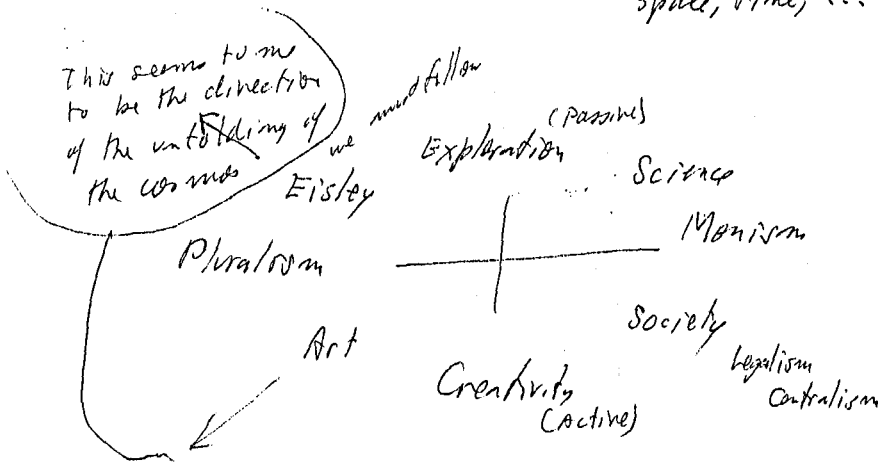 Space, time, ...
This seems to me
to be the direction
of the unfolding of
the cosmos
we must follow
Eisley
Exploration
(Passive)
Science
Pluralism
Monism
Art
Society
Legalism
Centralism
Creativity
(Active)